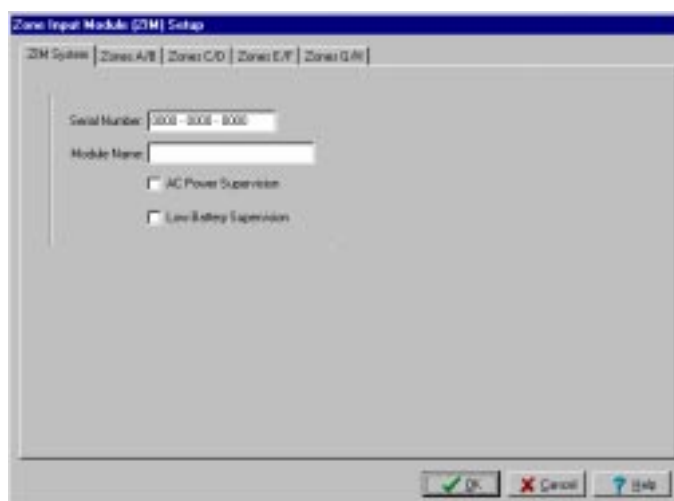 Zone Input Module (ZIM) Setup
ZIM System Zones A/B Zones C/D Zones E/F Zones G/H
Serial Number 0000 - 0000 - 0000
Module Name
AC Power Supervision
Low Battery Supervision
OK Cancel Help